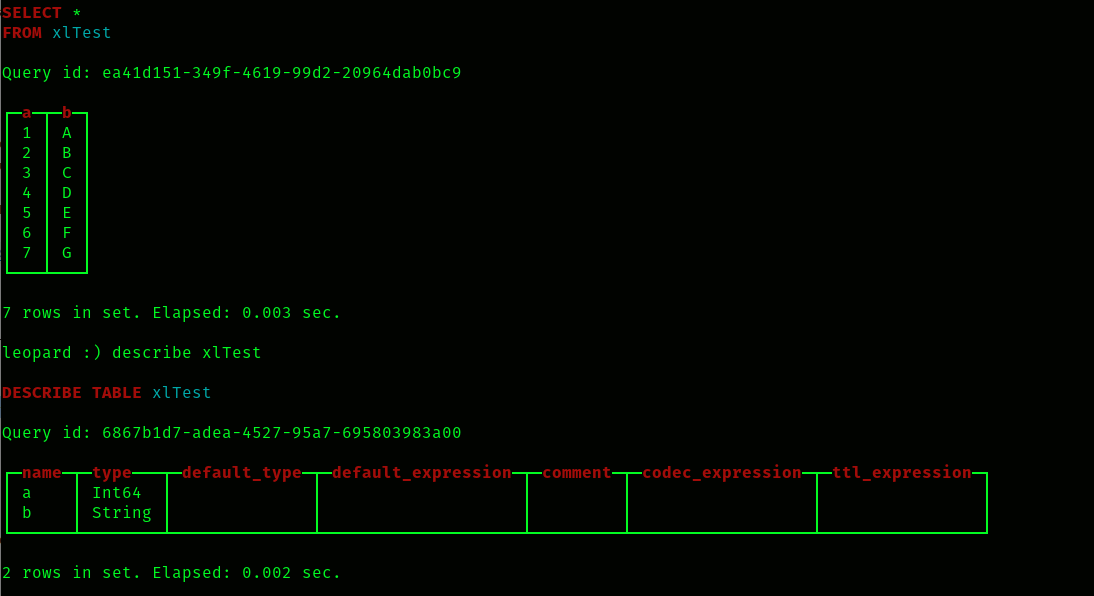 SELECT *
FROM xlTest
Query id: ea41d151-349f-4619-99d2-20964dab0bc9
a b
1 A
2 B
3 C
4 D
5 E
6 F
7 G
7 rows in set. Elapsed: 0.003 sec.
leopard :) describe xlTest
DESCRIBE TABLE xlTest
Query id: 6867b1d7-adea-4527-95a7-695803983a00
name type default_type default_expression comment codec_expression ttl_expression
a Int64
b String
2 rows in set. Elapsed: 0.002 sec.